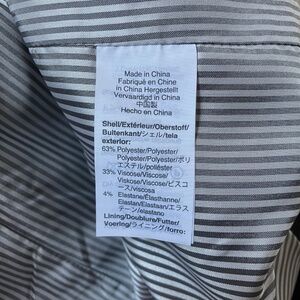 Made in China
Fabriqué en Chine
in China Hergestellt
Vervaardigd in China
中国製
Hecho en China
Shell/Extérieur/Oberstoff/
Buitenkant/シェル/tela
exterior:
63% Polyester/Polyester/
Polyester/Polyester/ポリ
エステル/poliéster
33% Viscose/Viscose/
Viskose/Viscose/ビスコ
ース/viscosa
4% Elastane/Élasthanne/
Elastan/Elastaan/エラス
テーン/elastano
Lining/Doublure/Futter/
Voering/ライニング/forro: